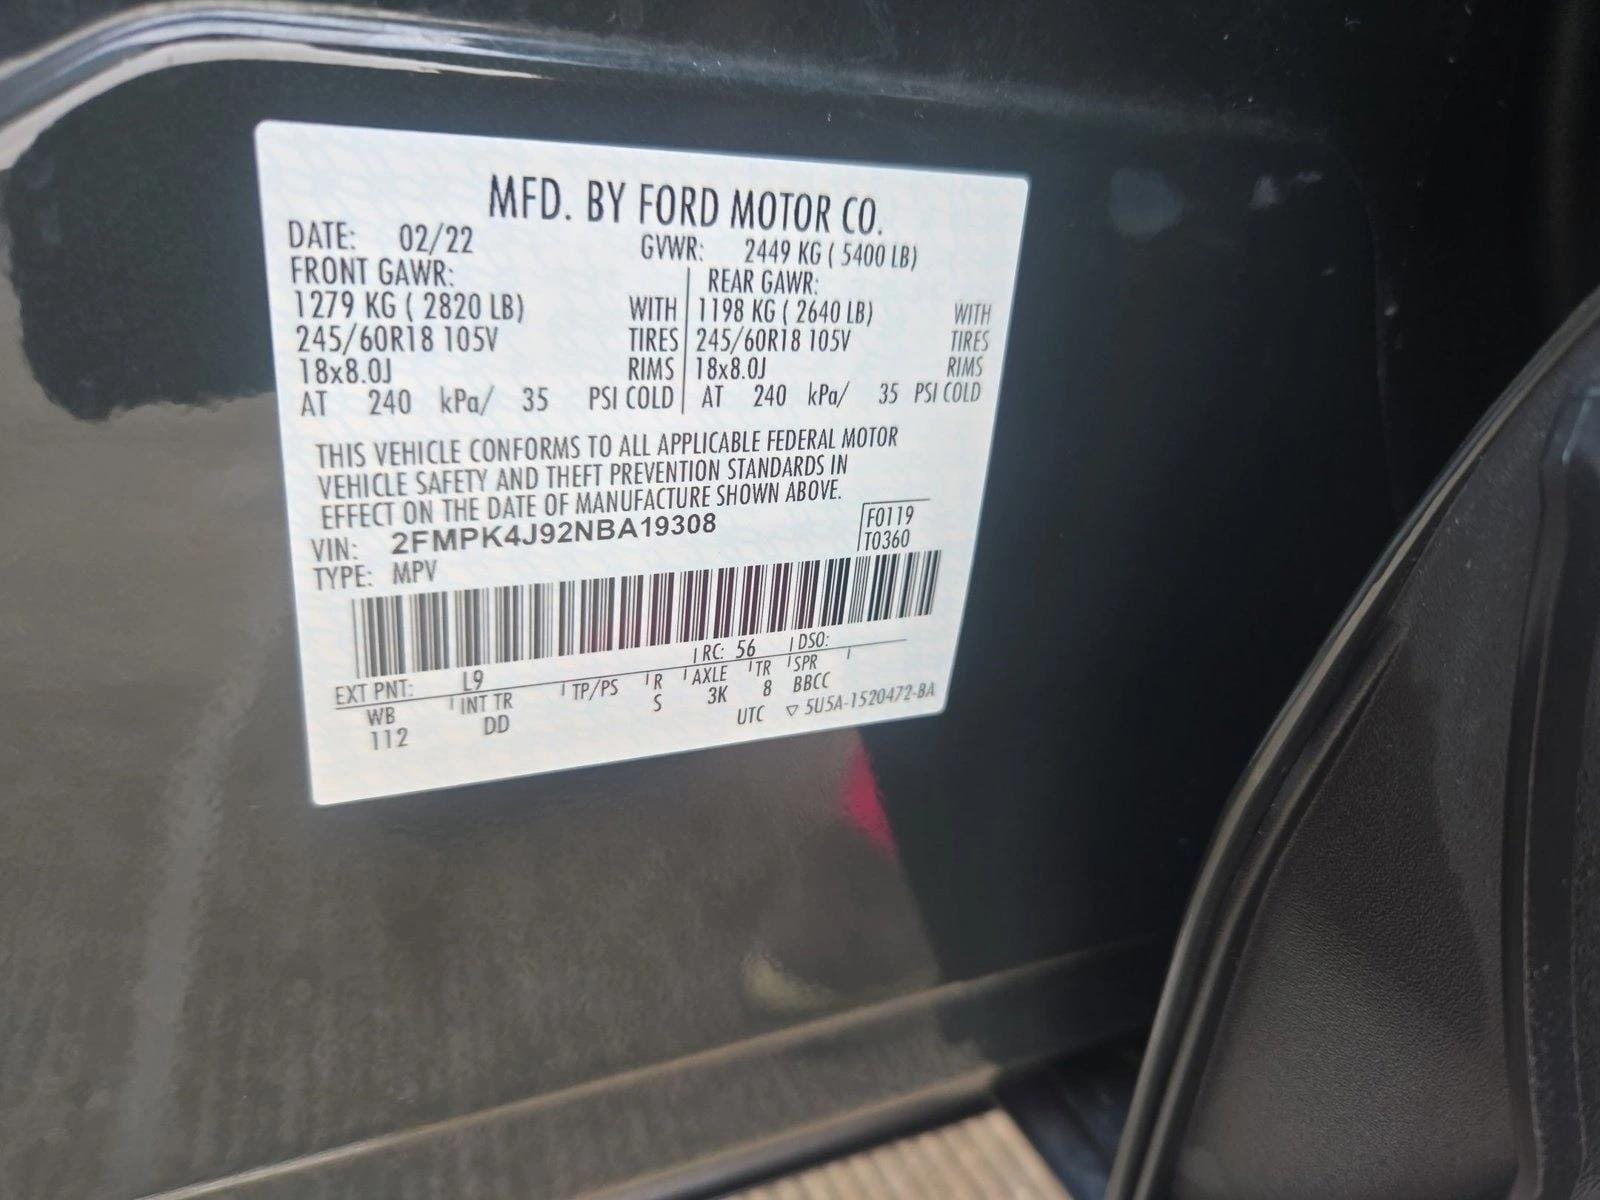 MFD. BY FORD MOTOR CO.
DATE: 02/22 GVWR: 2449 KG ( 5400 LB)
FRONT GAWR: REAR GAWR:
1279 KG ( 2820 LB) WITH 1198 KG ( 2640 LB) WITH
245/60R18 105V TIRES 245/60R18 105V TIRES
18x8.0J RIMS 18x8.0J RIMS
AT 240 kPa/ 35 PSI COLD AT 240 kPa/ 35 PSI COLD
THIS VEHICLE CONFORMS TO ALL APPLICABLE FEDERAL MOTOR
VEHICLE SAFETY AND THEFT PREVENTION STANDARDS IN
EFFECT ON THE DATE OF MANUFACTURE SHOWN ABOVE.
VIN: 2FMPK4J92NBA19308 F0119
TYPE: MPV T0360
EXT PNT: L9 RC: 56 DSO:
WB INT TR TP/PS R AXLE TR SPR
112 DD S 3K 8 BBCC
UTC ▽ 5U5A-1520472-BA